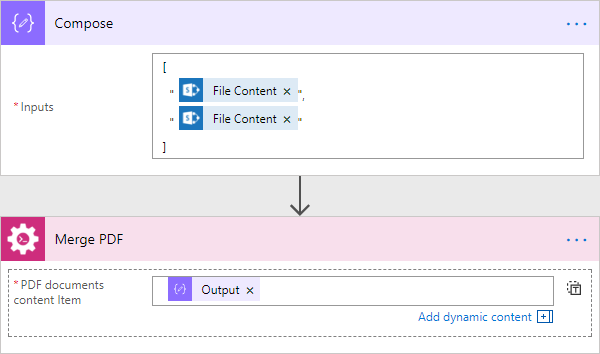 Compose
...
* Inputs
[
" File Content × ",
" File Content × "
]
Merge PDF
...
* PDF documents
content Item
Output ×
Add dynamic content